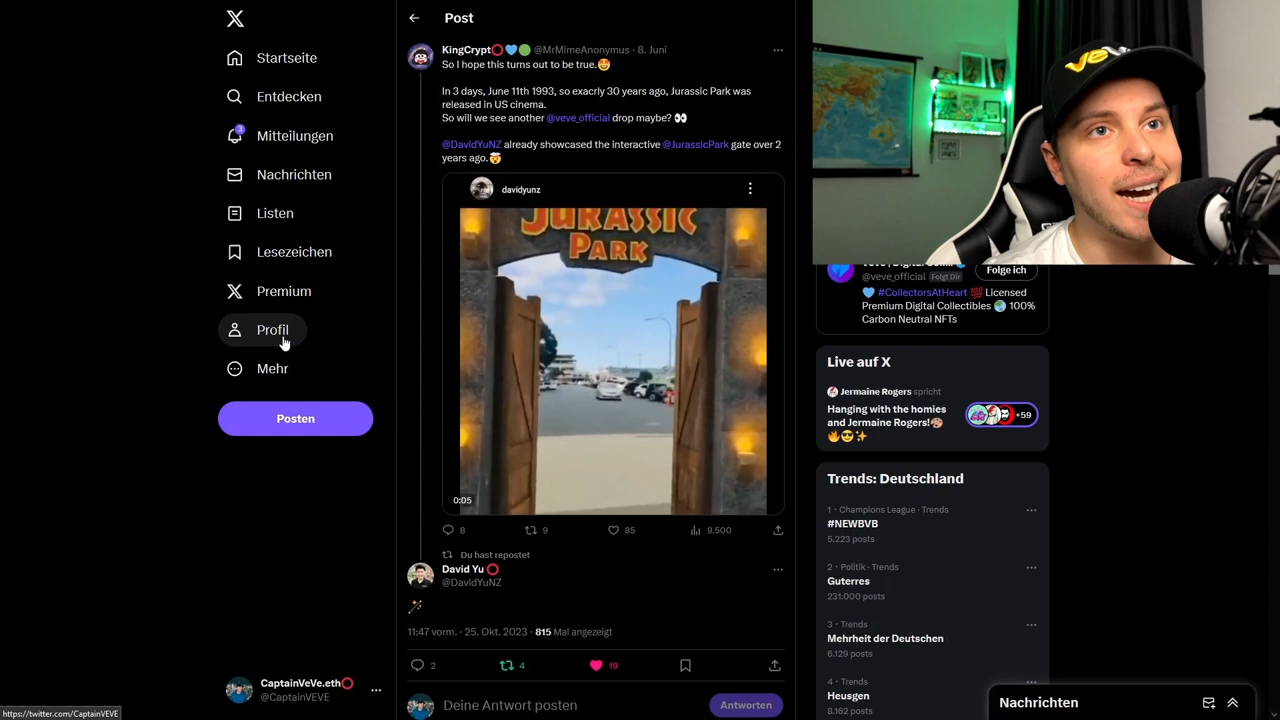 Startseite
Entdecken
3
Mitteilungen
Nachrichten
Listen
Lesezeichen
Premium
Profil
Mehr
Posten
CaptainVeVe.eth
@CaptainVEVE
https://twitter.com/CaptainVEVE
Post
KingCrypt @MrMimeAnonymus · 8. Juni
So I hope this turns out to be true.
In 3 days, June 11th 1993, so exacrly 30 years ago, Jurassic Park was
released in US cinema.
So will we see another @veve_official drop maybe?
@DavidYuNZ already showcased the interactive @JurassicPark gate over 2
years ago.
davidyunz
JURASSIC
PARK
0:05
8 9 85 9.500
Du hast repostet
David Yu
@DavidYuNZ
11:47 vorm. · 25. Okt. 2023 · 815 Mal angezeigt
2 4 19
Deine Antwort posten
Antworten
@veve_official Folgt Dir
Folge ich
#CollectorsAtHeart 💯 Licensed
Premium Digital Collectibles 100%
Carbon Neutral NFTs
Live auf X
Jermaine Rogers spricht
Hanging with the homies
and Jermaine Rogers!
+59
Trends: Deutschland
1 · Champions League · Trends
#NEWBVB
5.223 posts
2 · Politik · Trends
Guterres
231.000 posts
3 · Trends
Mehrheit der Deutschen
6.129 posts
4 · Trends
Heusgen
8.162 posts
Nachrichten